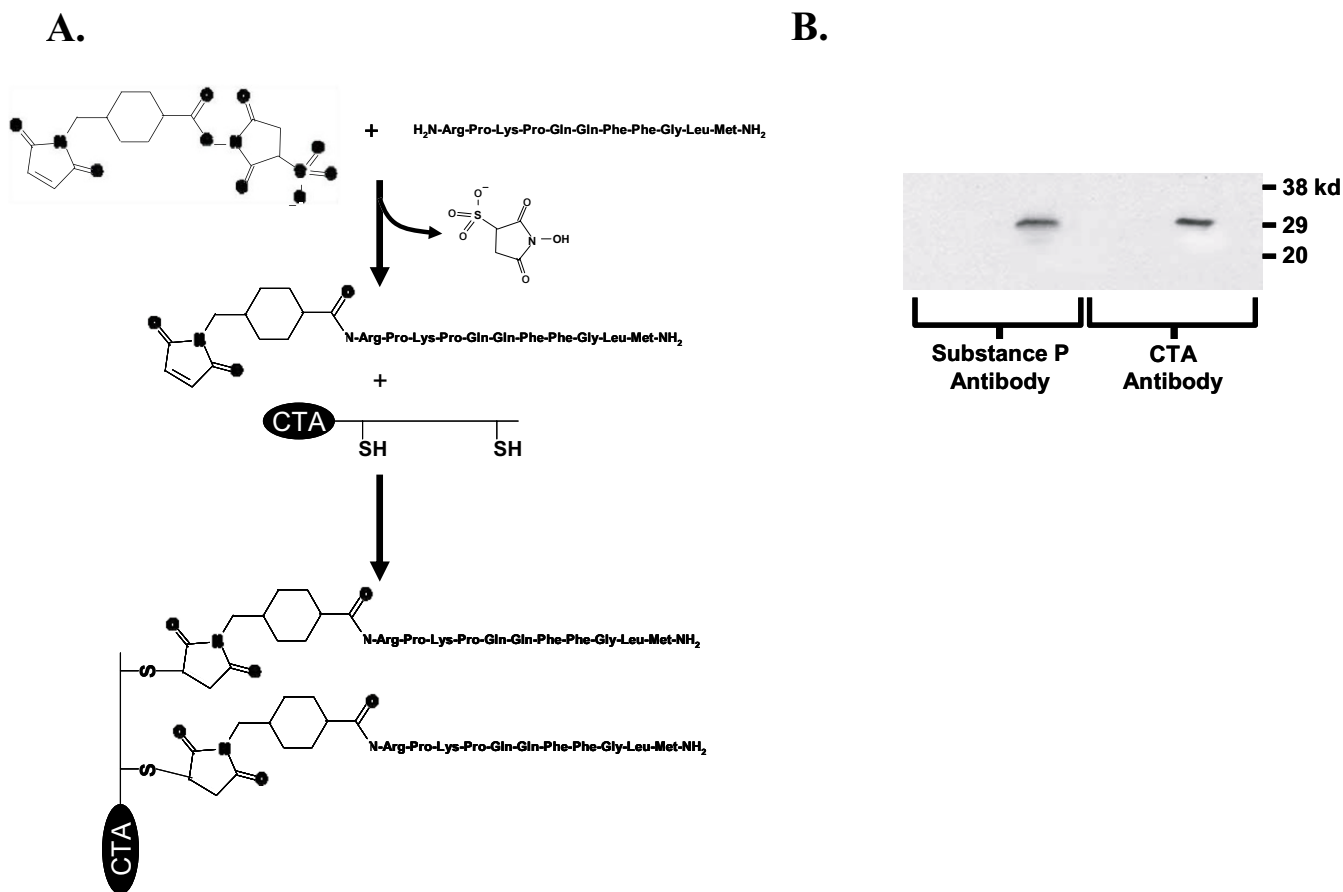 A.
B.
+
H2N-Arg-Pro-Lys-Pro-Gln-Gln-Phe-Phe-Gly-Leu-Met-NH2
O−
O
S
O
O
N
OH
O
38 kd
29
20
N-Arg-Pro-Lys-Pro-Gln-Gln-Phe-Phe-Gly-Leu-Met-NH2
+
CTA
SH
SH
Substance P
Antibody
CTA
Antibody
N-Arg-Pro-Lys-Pro-Gln-Gln-Phe-Phe-Gly-Leu-Met-NH2
S
N-Arg-Pro-Lys-Pro-Gln-Gln-Phe-Phe-Gly-Leu-Met-NH2
S
CTA